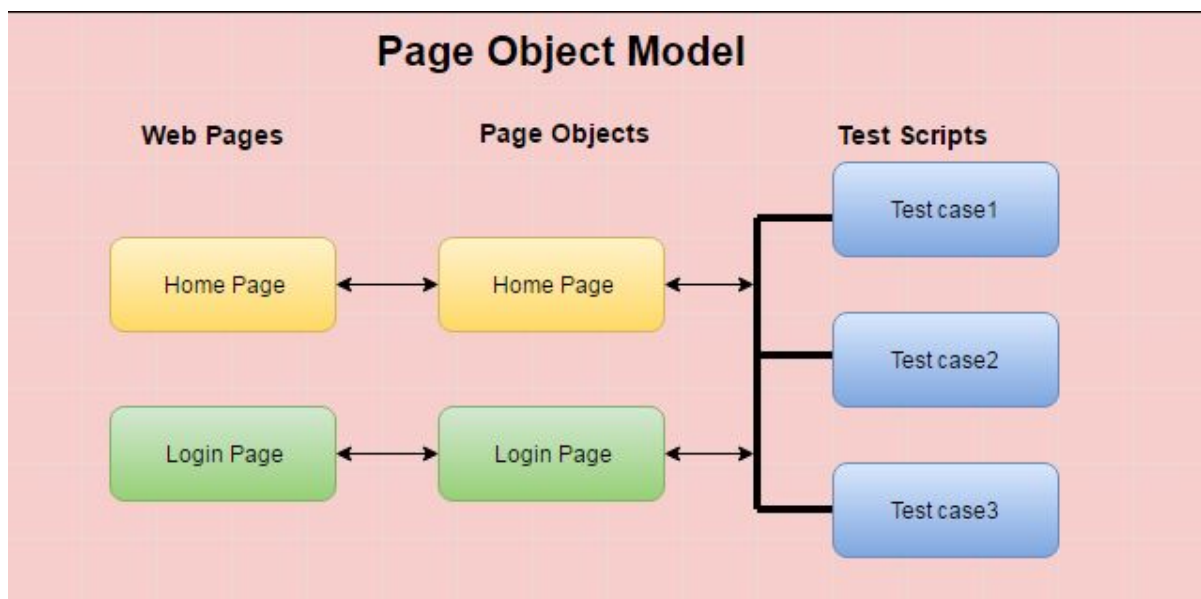 Page Object Model
Web Pages
Page Objects
Test Scripts
Test case1
Home Page
Home Page
Test case2
Login Page
Login Page
Test case3